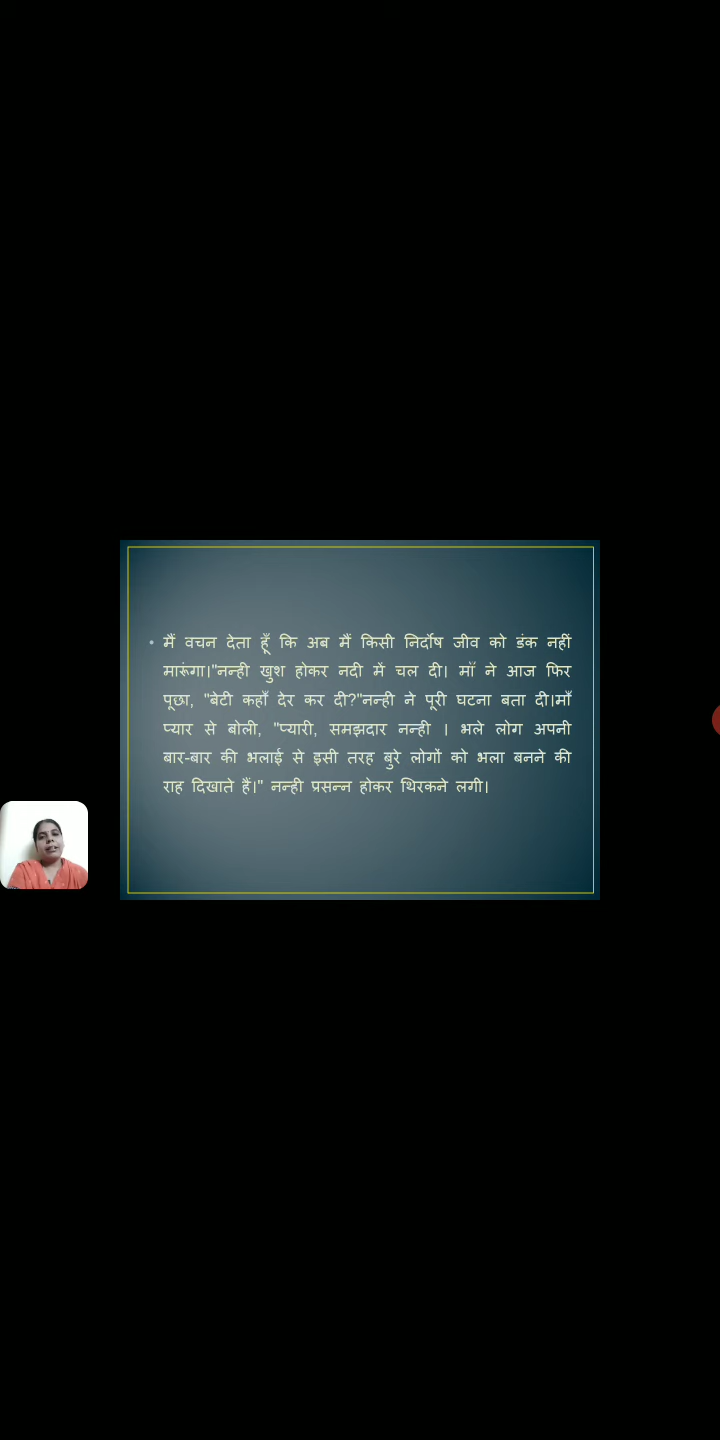 • मैं वचन देता हूँ कि अब मैं किसी निर्दोष जीव को डंक नहीं
मारूंगा।"नन्ही खुश होकर नदी में चल दी। माँ ने आज फिर
पूछा, "बेटी कहाँ देर कर दी?"नन्ही ने पूरी घटना बता दी।माँ
प्यार से बोली, "प्यारी, समझदार नन्ही । भले लोग अपनी
बार-बार की भलाई से इसी तरह बुरे लोगों को भला बनने की
राह दिखाते हैं।" नन्ही प्रसन्न होकर थिरकने लगी।